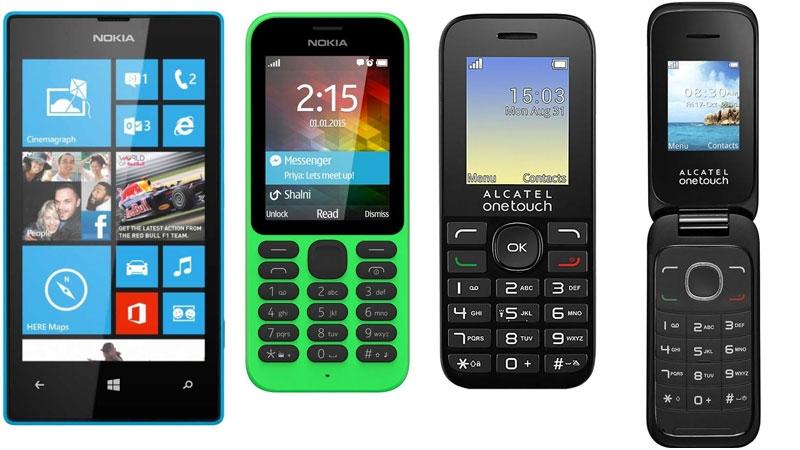 NOKIA
1
2
Cinemagraph
3
WORLD
GET THE LATEST ACTION FROM
THE RED BULL F1 TEAM.
People
HERE Maps
NOKIA
2:15
01.01.2015
Messenger
Priya: Lets meet up!
Shalni
Unlock Read Dismiss
1 2 abc 3 def
4 ghi 5 jkl 6 mno
7 pqrs 8 tuv 9 wxyz
* 0 #
15:03
Mon Aug 31
Menu Contacts
ALCATEL
onetouch
OK
1 2 ABC 3 DEF
4 GHI 5 JKL 6 MNO
7 PQRS 8 TUV 9 WXYZ
* 0 + #
08:30AM
Menu Contacts
ALCATEL
onetouch
1 2 ABC 3 DEF
4 GHI 5 JKL 6 MNO
7 PQRS 8 TUV 9 WXYZ
* 0 + #